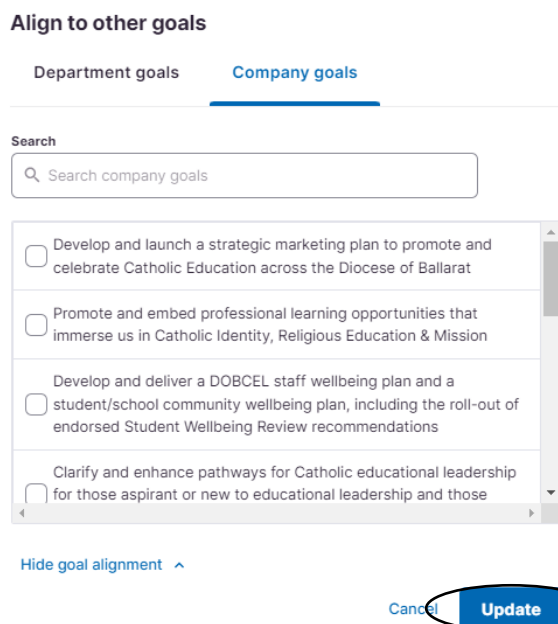 Align to other goals
Department goals
Company goals
Search
Search company goals
Develop and launch a strategic marketing plan to promote and
celebrate Catholic Education across the Diocese of Ballarat
Promote and embed professional learning opportunities that
immerse us in Catholic Identity, Religious Education & Mission
Develop and deliver a DOBCEL staff wellbeing plan and a
student/school community wellbeing plan, including the roll-out of
endorsed Student Wellbeing Review recommendations
Clarify and enhance pathways for Catholic educational leadership
for those aspirant or new to educational leadership and those
Hide goal alignment
Cancel
Update